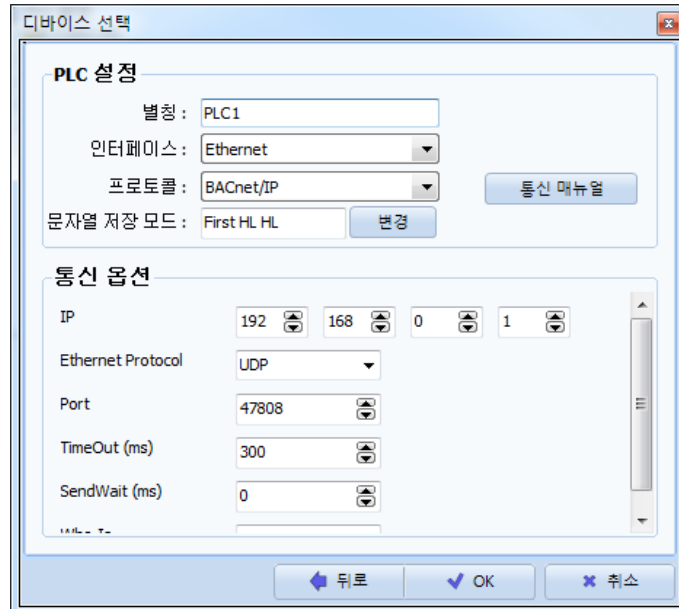 디바이스 선택
PLC 설정
별칭 : PLC1
인터페이스 : Ethernet
프로토콜 : BACnet/IP 통신 매뉴얼
문자열 저장 모드 : First HL HL 변경
통신 옵션
IP 192 168 0 1
Ethernet Protocol UDP
Port 47808
TimeOut (ms) 300
SendWait (ms) 0
뒤로 OK 취소